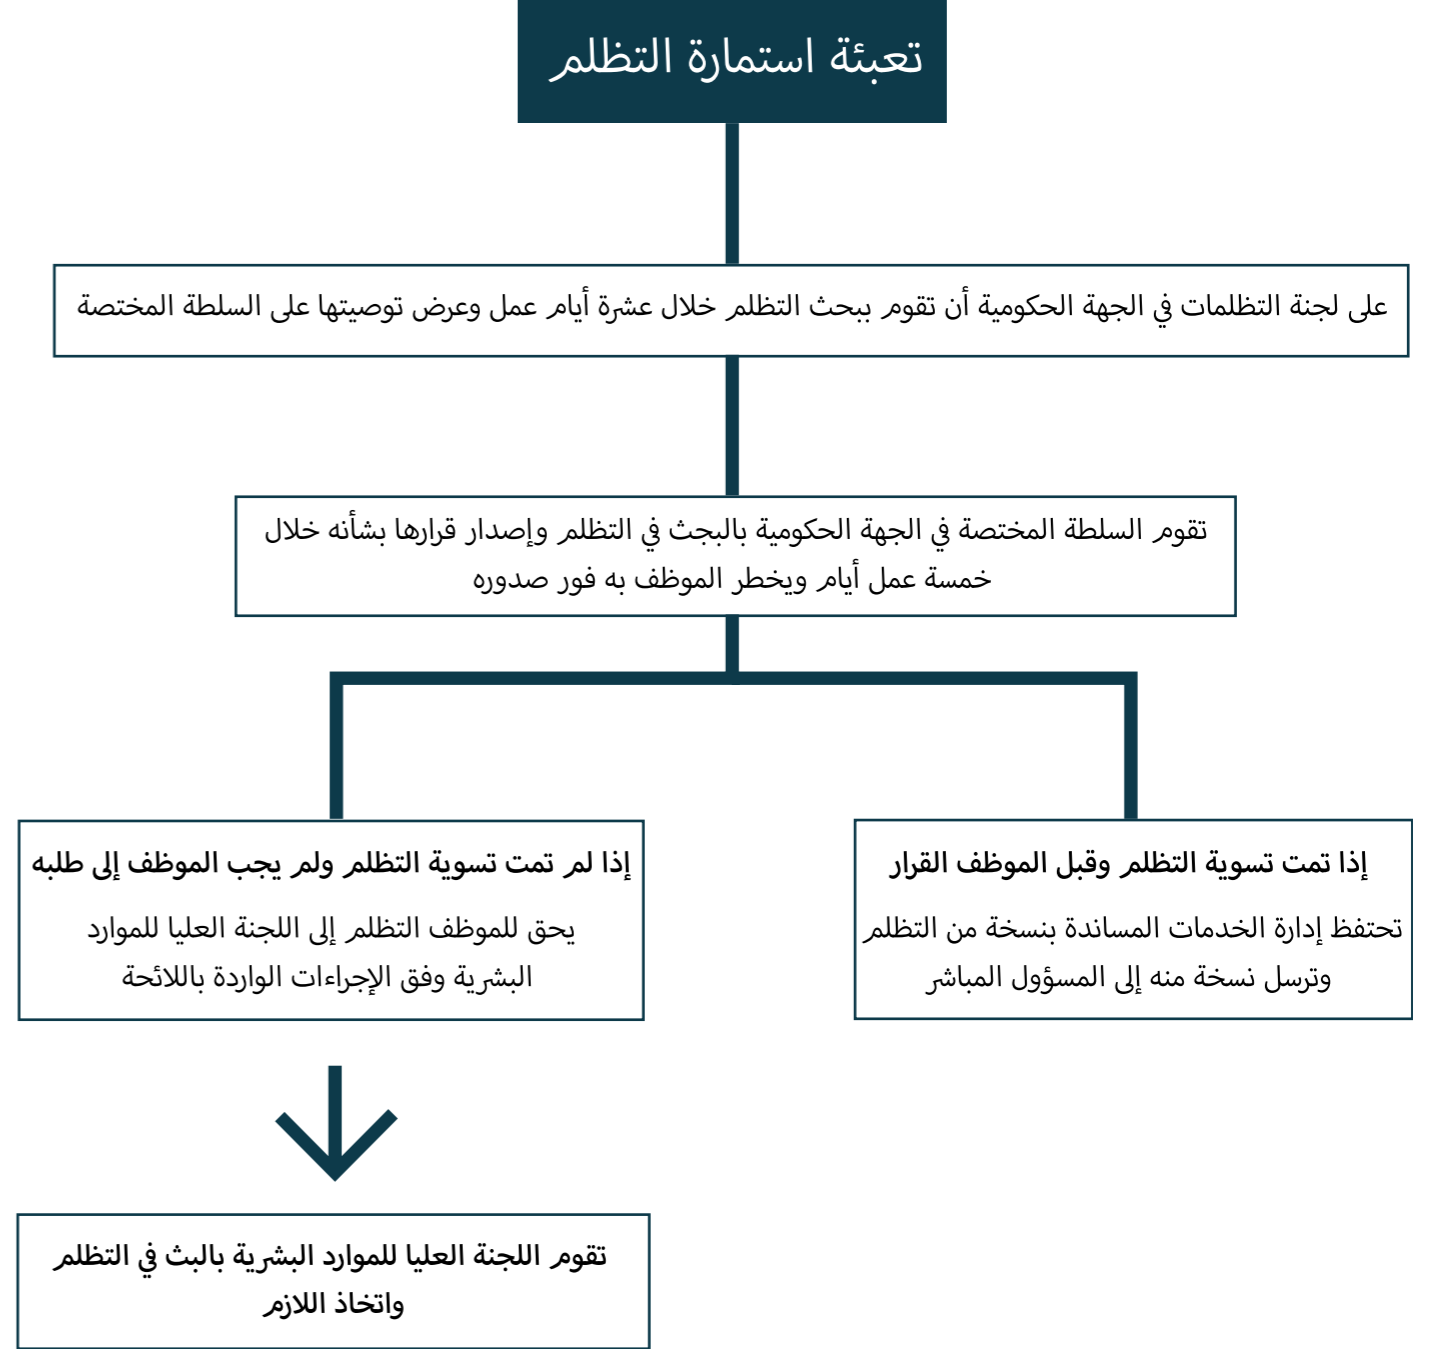 تعبئة استمارة التظلم
على لجنة التظلمات في الجهة الحكومية أن تقوم ببحث التظلم خلال عشرة أيام عمل وعرض توصيتها على السلطة المختصة
تقوم السلطة المختصة في الجهة الحكومية بالبجث في التظلم وإصدار قرارها بشأنه خلال
خمسة عمل أيام ويخطر الموظف به فور صدوره
إذا تمت تسوية التظلم وقبل الموظف القرار
تحتفظ إدارة الخدمات المساندة بنسخة من التظلم
وترسل نسخة منه إلى المسؤول المباشر
إذا لم تمت تسوية التظلم ولم يجب الموظف إلى طلبه
يحق للموظف التظلم إلى اللجنة العليا للموارد
البشرية وفق الإجراءات الواردة باللائحة
تقوم اللجنة العليا للموارد البشرية بالبث في التظلم
واتخاذ اللازم